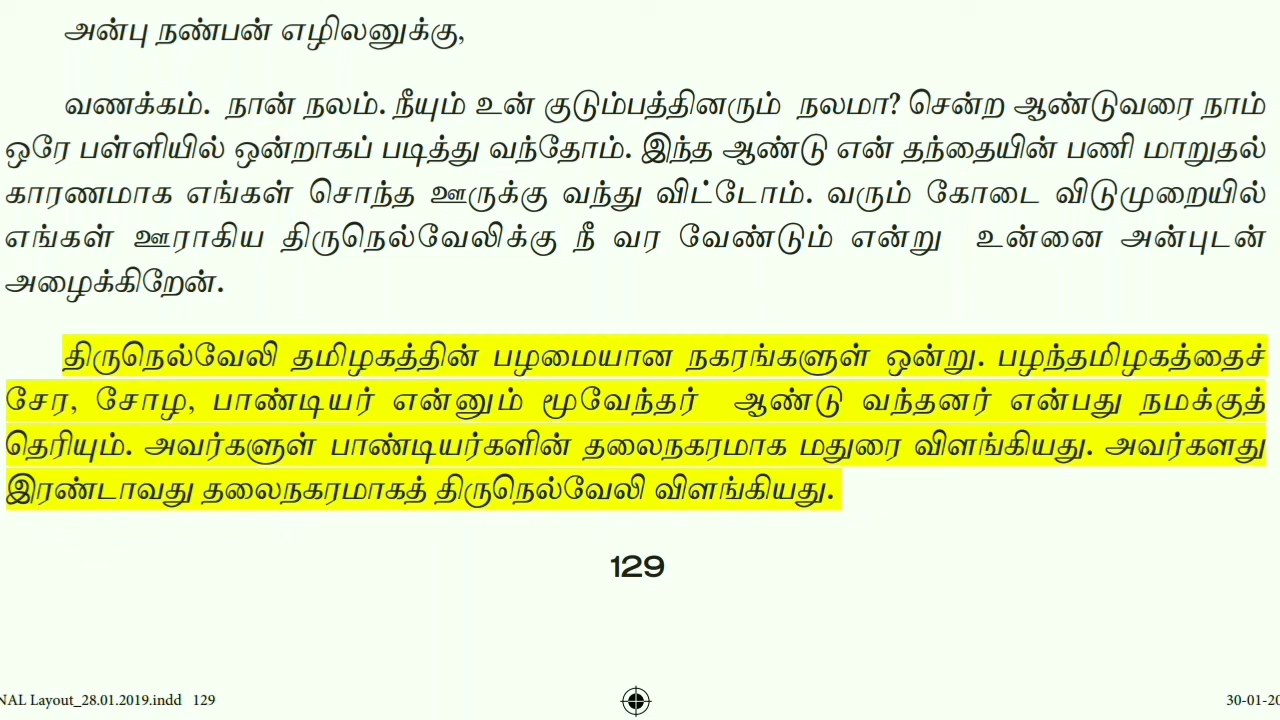 அன்பு நண்பன் எழிலனுக்கு,
வணக்கம். நான் நலம். நீயும் உன் குடும்பத்தினரும் நலமா? சென்ற ஆண்டுவரை நாம்
ஒரே பள்ளியில் ஒன்றாகப் படித்து வந்தோம். இந்த ஆண்டு என் தந்தையின் பணி மாறுதல்
காரணமாக எங்கள் சொந்த ஊருக்கு வந்து விட்டோம். வரும் கோடை விடுமுறையில்
எங்கள் ஊராகிய திருநெல்வேலிக்கு நீ வர வேண்டும் என்று உன்னை அன்புடன்
அழைக்கிறேன்.
திருநெல்வேலி தமிழகத்தின் பழமையான நகரங்களுள் ஒன்று. பழந்தமிழகத்தைச்
சேர, சோழ, பாண்டியர் என்னும் மூவேந்தர் ஆண்டு வந்தனர் என்பது நமக்குத்
தெரியும். அவர்களுள் பாண்டியர்களின் தலைநகரமாக மதுரை விளங்கியது. அவர்களது
இரண்டாவது தலைநகரமாகத் திருநெல்வேலி விளங்கியது.
129
NAL Layout_28.01.2019.indd 129
30-01-20